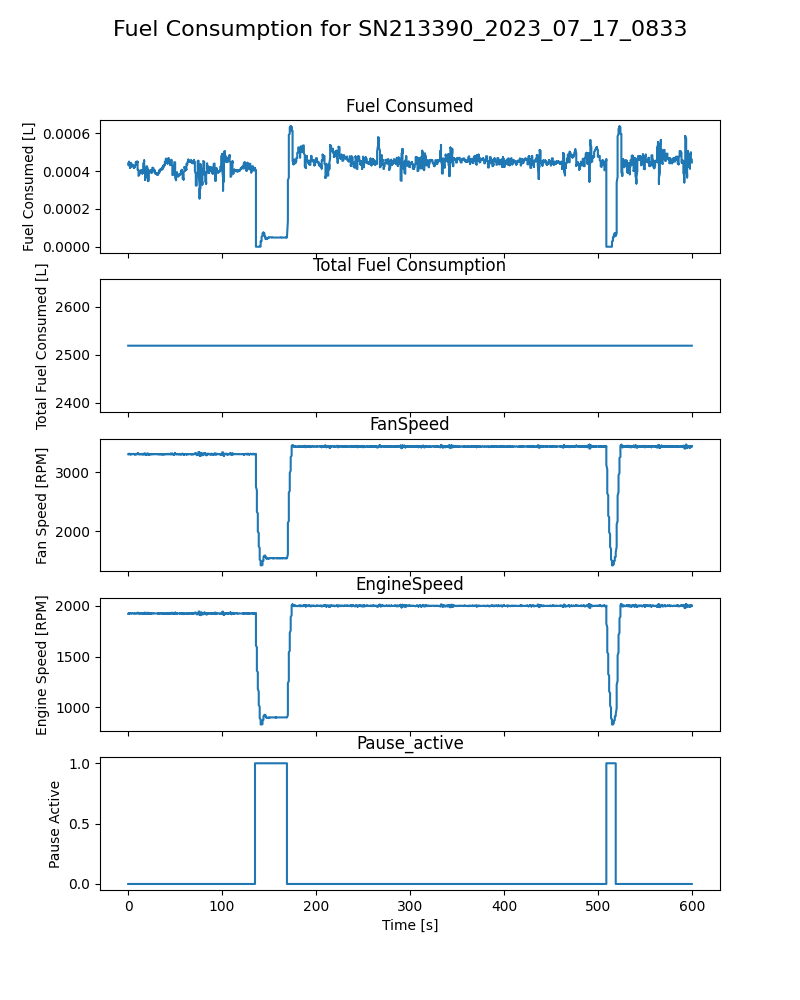 Fuel Consumption for SN213390_2023_07_17_0833
Fuel Consumed
Fuel Consumed [L]
0.0006
0.0004
0.0002
0.0000
Total Fuel Consumption
Total Fuel Consumed [L]
2600
2500
2400
FanSpeed
Fan Speed [RPM]
3000
2000
EngineSpeed
Engine Speed [RPM]
2000
1500
1000
Pause_active
Pause Active
1.0
0.5
0.0
0 100 200 300 400 500 600
Time [s]